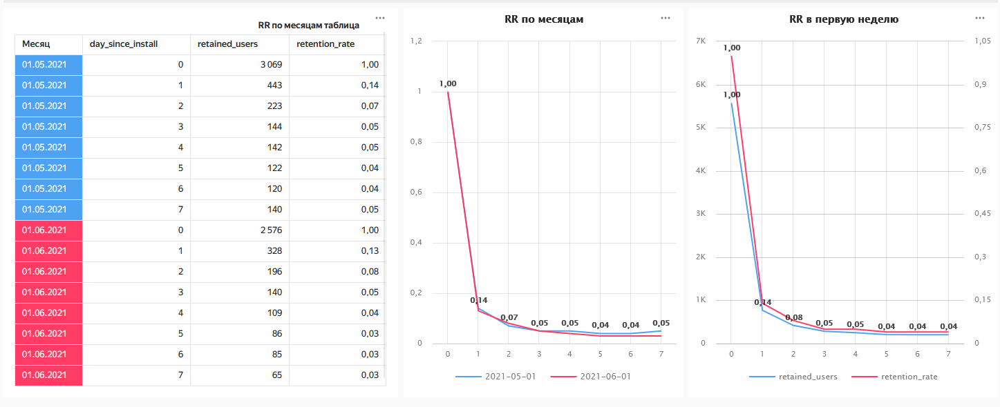 RR по месяцам таблица
Месяц day_since_install retained_users retention_rate
01.05.2021 0 3 069 1,00
01.05.2021 1 443 0,14
01.05.2021 2 223 0,07
01.05.2021 3 144 0,05
01.05.2021 4 142 0,05
01.05.2021 5 122 0,04
01.05.2021 6 120 0,04
01.05.2021 7 140 0,05
01.06.2021 0 2 576 1,00
01.06.2021 1 328 0,13
01.06.2021 2 196 0,08
01.06.2021 3 140 0,05
01.06.2021 4 109 0,04
01.06.2021 5 86 0,03
01.06.2021 6 85 0,03
01.06.2021 7 65 0,03
RR по месяцам
1,2
1
0,8
0,6
0,4
0,2
0
1,00
0,14
0,07
0,05
0,05
0,04
0,04
0,05
0 1 2 3 4 5 6 7
2021-05-01 2021-06-01
RR в первую неделю
7K
6K
5K
4K
3K
2K
1K
0
1,00
1,00
0,14
0,08
0,05
0,05
0,04
0,04
0,04
1,05
0,9
0,75
0,6
0,45
0,3
0,15
0
0 1 2 3 4 5 6 7
retained_users retention_rate